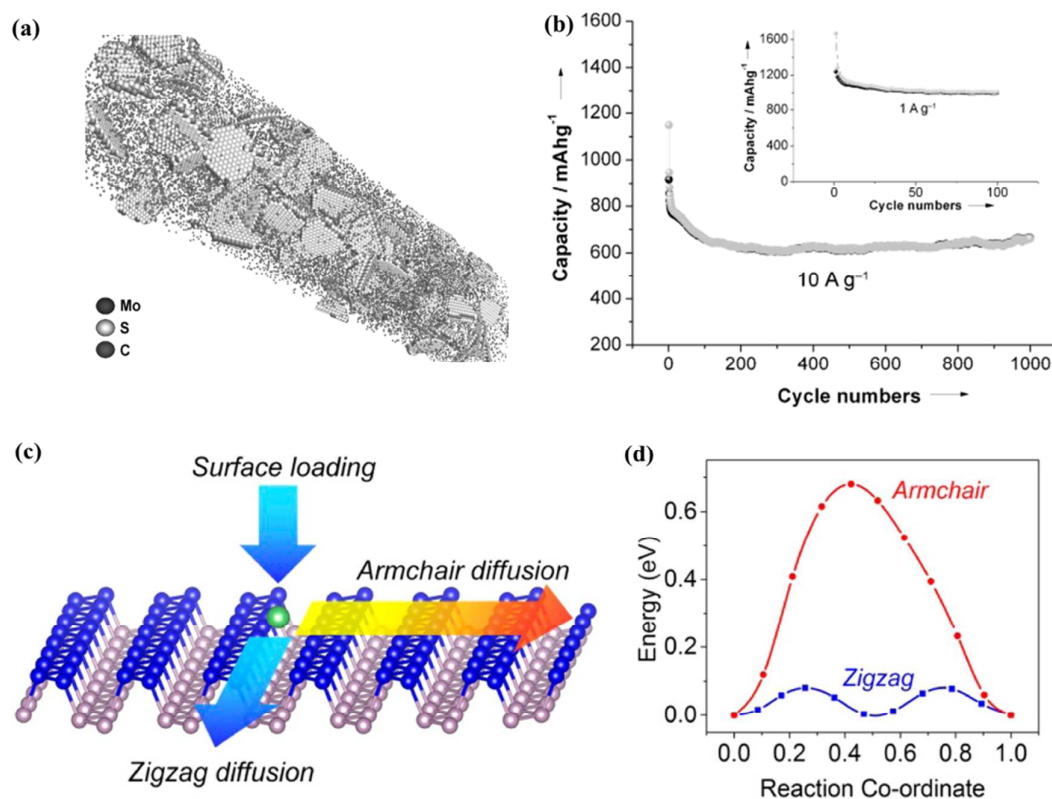 (a)
Mo
S
C
(b)
1600
1400
1200
1000
800
600
400
200
Capacity / mAhg⁻¹
0 200 400 600 800 1000
Cycle numbers
10 A g⁻¹
1600
1200
800
400
0
Capacity / mAhg⁻¹
0 50 100
Cycle numbers
1 A g⁻¹
(c)
Surface loading
Armchair diffusion
Zigzag diffusion
(d)
Armchair
Zigzag
0.6
0.4
0.2
0.0
Energy (eV)
0.0 0.2 0.4 0.6 0.8 1.0
Reaction Co-ordinate